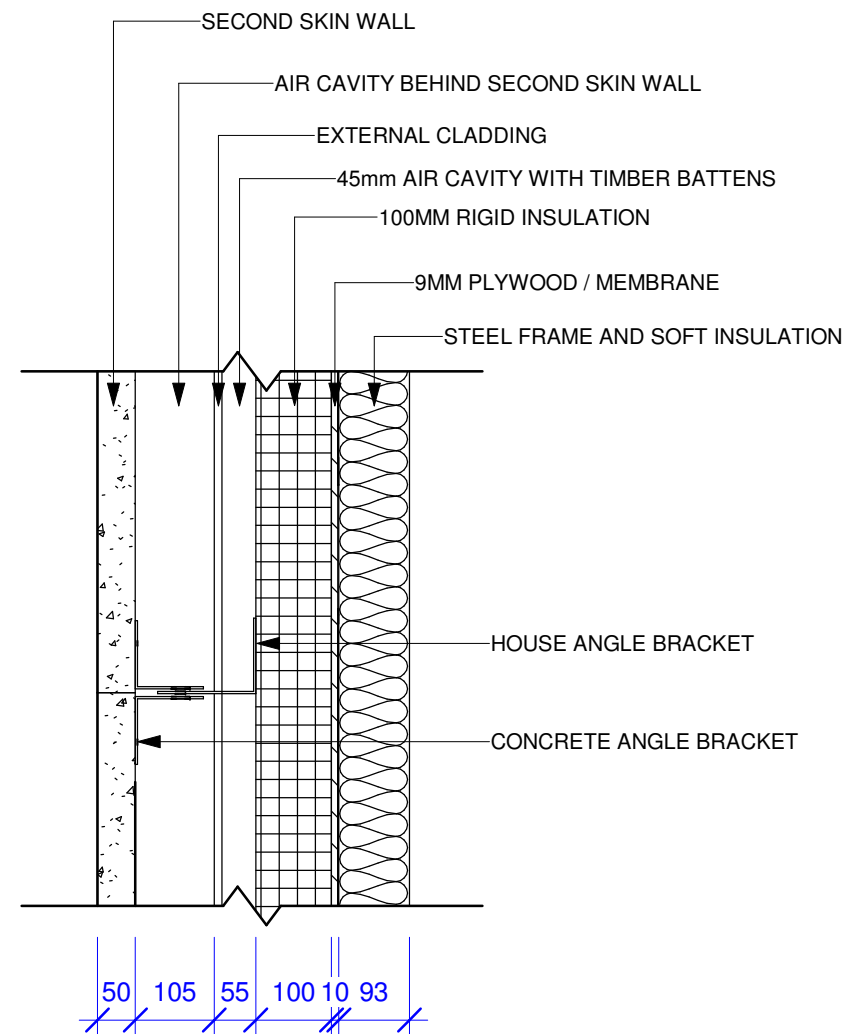 SECOND SKIN WALL
AIR CAVITY BEHIND SECOND SKIN WALL
EXTERNAL CLADDING
45mm AIR CAVITY WITH TIMBER BATTENS
100MM RIGID INSULATION
9MM PLYWOOD / MEMBRANE
STEEL FRAME AND SOFT INSULATION
HOUSE ANGLE BRACKET
CONCRETE ANGLE BRACKET
50 105 55 100 10 93